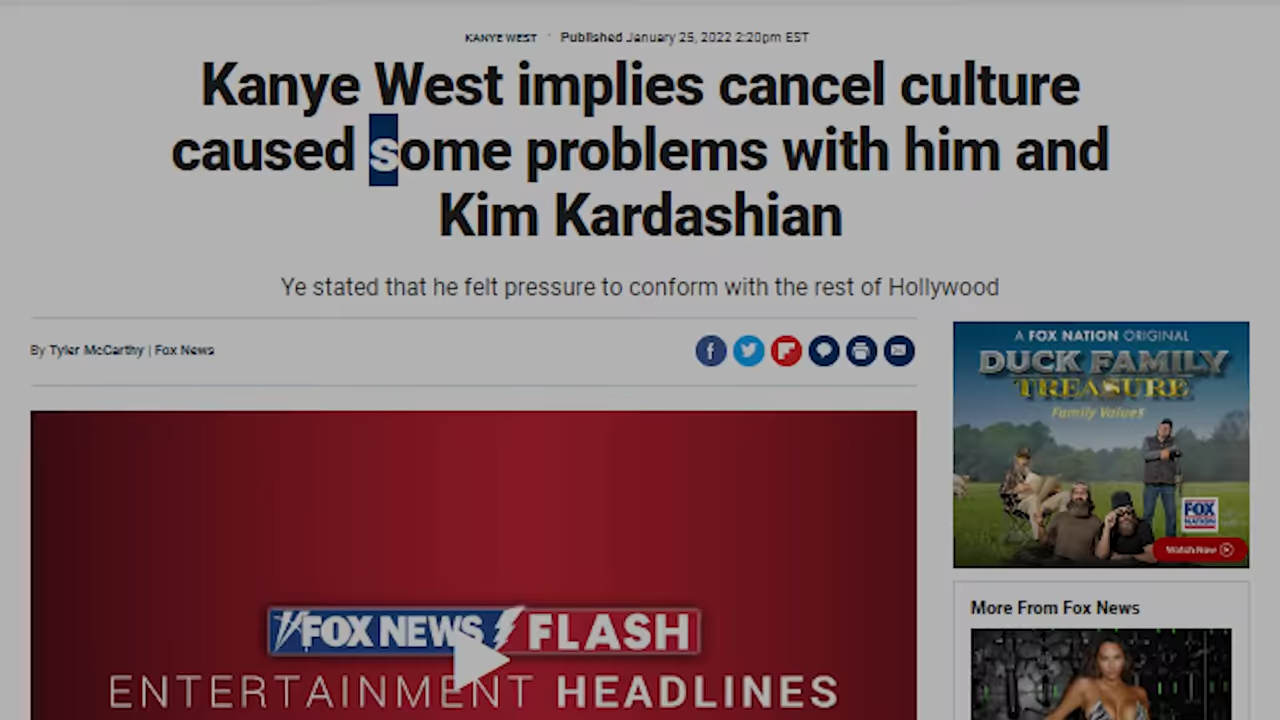 KANYE WEST · Published January 25, 2022 2:20pm EST
Kanye West implies cancel culture
caused some problems with him and
Kim Kardashian
Ye stated that he felt pressure to conform with the rest of Hollywood
By Tyler McCarthy | Fox News
A FOX NATION ORIGINAL
DUCK FAMILY
TREASURE
Family Values
FOX
NATION
Watch Now
More From Fox News
FOX NEWS FLASH
ENTERTAINMENT HEADLINES